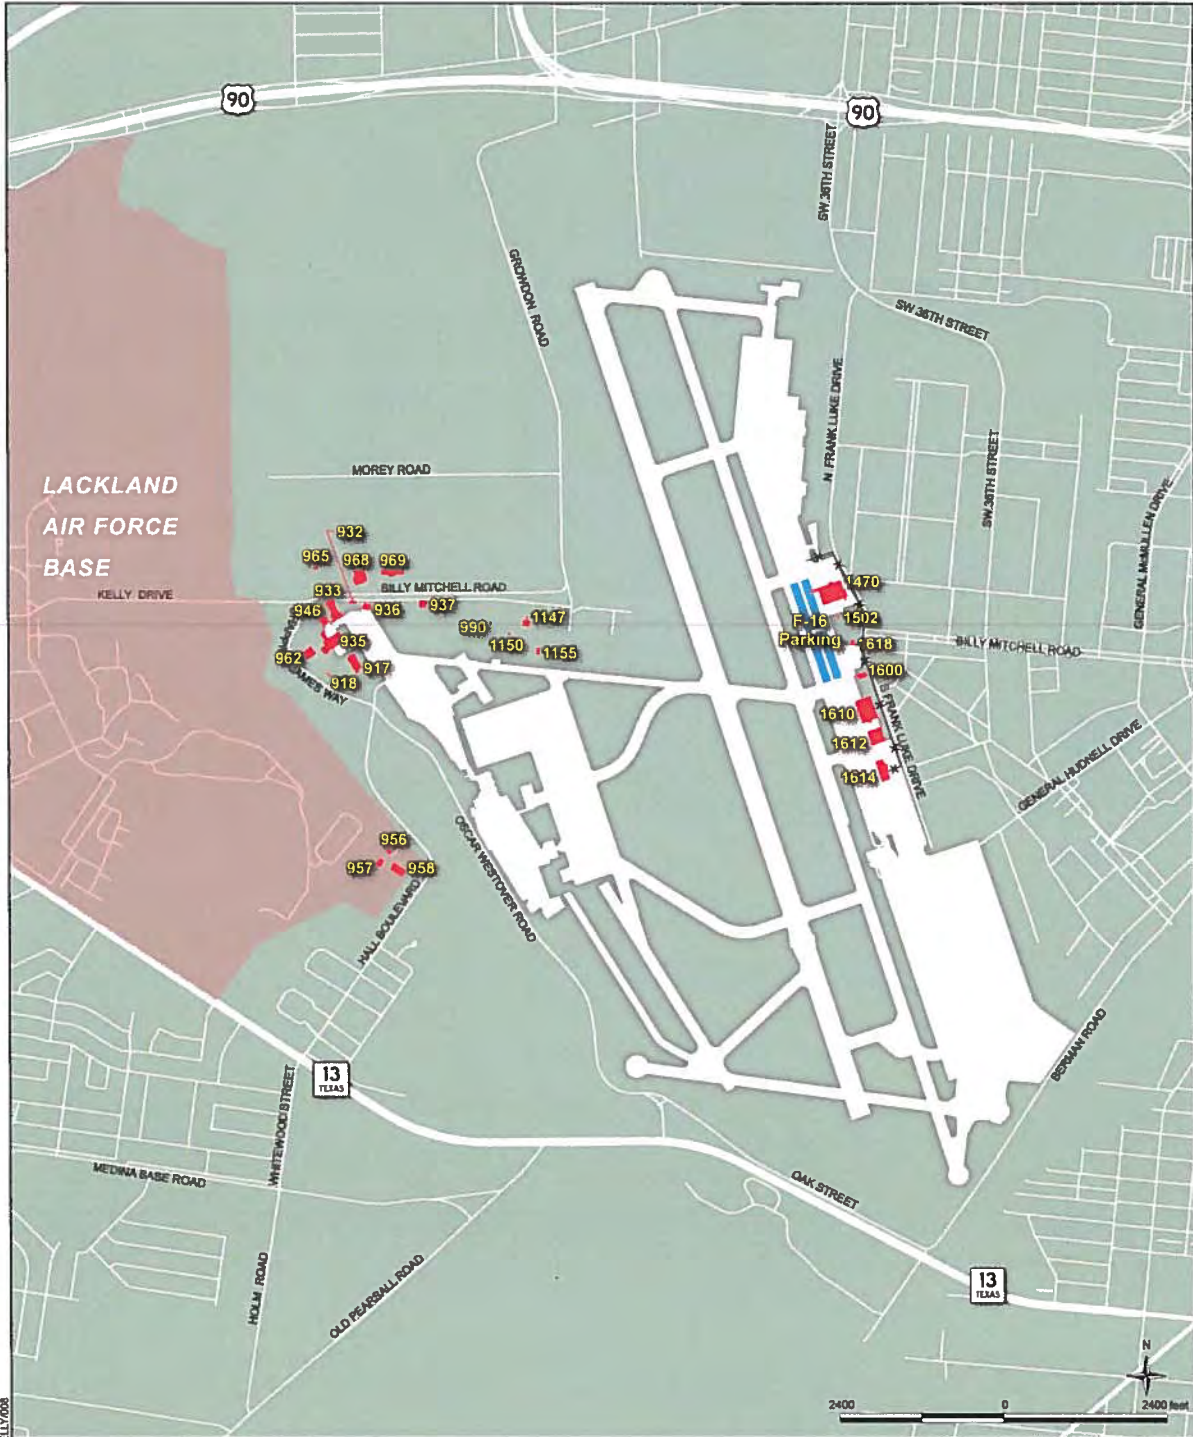 90
90
SW 36TH STREET
GROWDON ROAD
SW 36TH STREET
N FRANK LUKE DRIVE
MOREY ROAD
SW 36TH STREET
GENERAL McMULLEN DRIVE
LACKLAND
AIR FORCE
BASE
932
965
968
969
KELLY DRIVE
BILLY MITCHELL ROAD
933
946
936
937
990
1147
1150
1155
935
962
917
918
JAMES WAY
1470
1502
F-16
Parking
1618
BILLY MITCHELL ROAD
1600
S FRANK LUKE DRIVE
1610
1612
1614
GENERAL HUDNELL DRIVE
956
957
958
OSCAR WESTOVER ROAD
HALL BOULEVARD
BERMAN ROAD
13
TEXAS
WHITEWOOD STREET
MEDINA BASE ROAD
OAK STREET
HOLM ROAD
OLD PEARSALL ROAD
13
TEXAS
N
2400
0
2400 feet